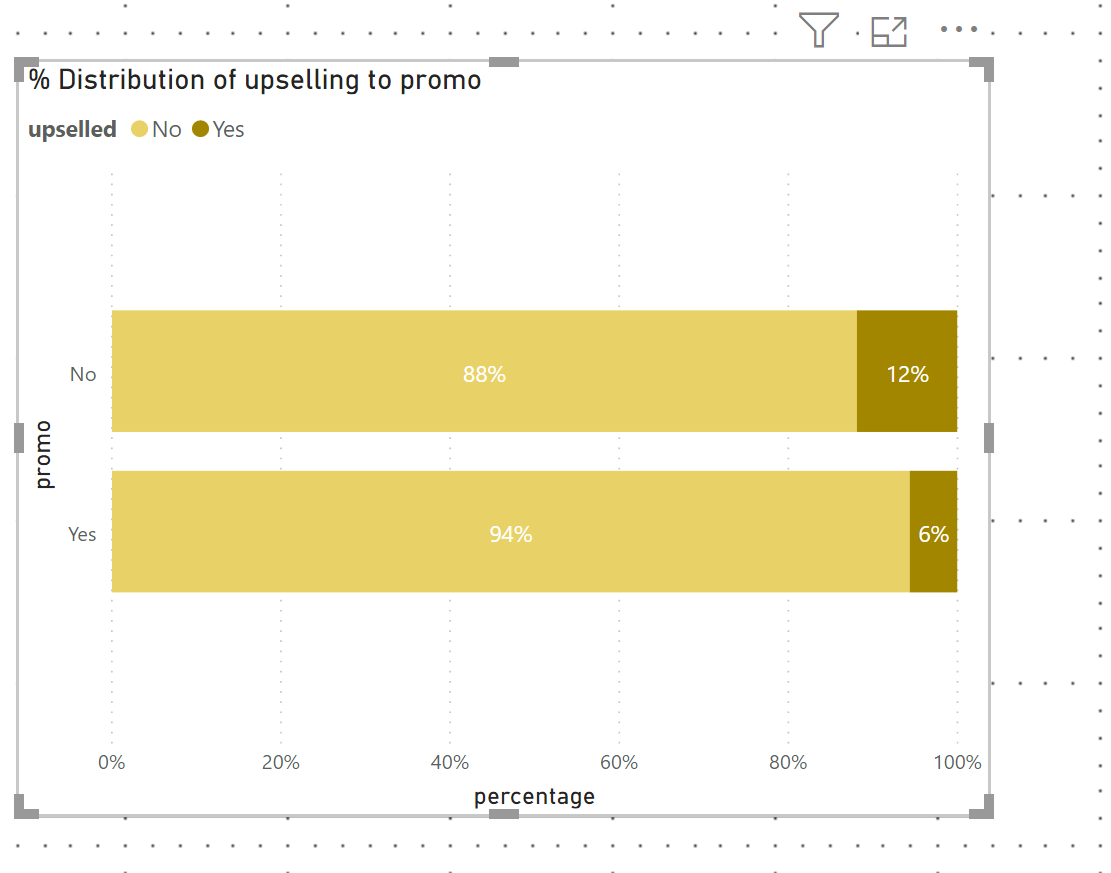 % Distribution of upselling to promo
upselled No Yes
No 88% 12%
promo
Yes 94% 6%
0% 20% 40% 60% 80% 100%
percentage